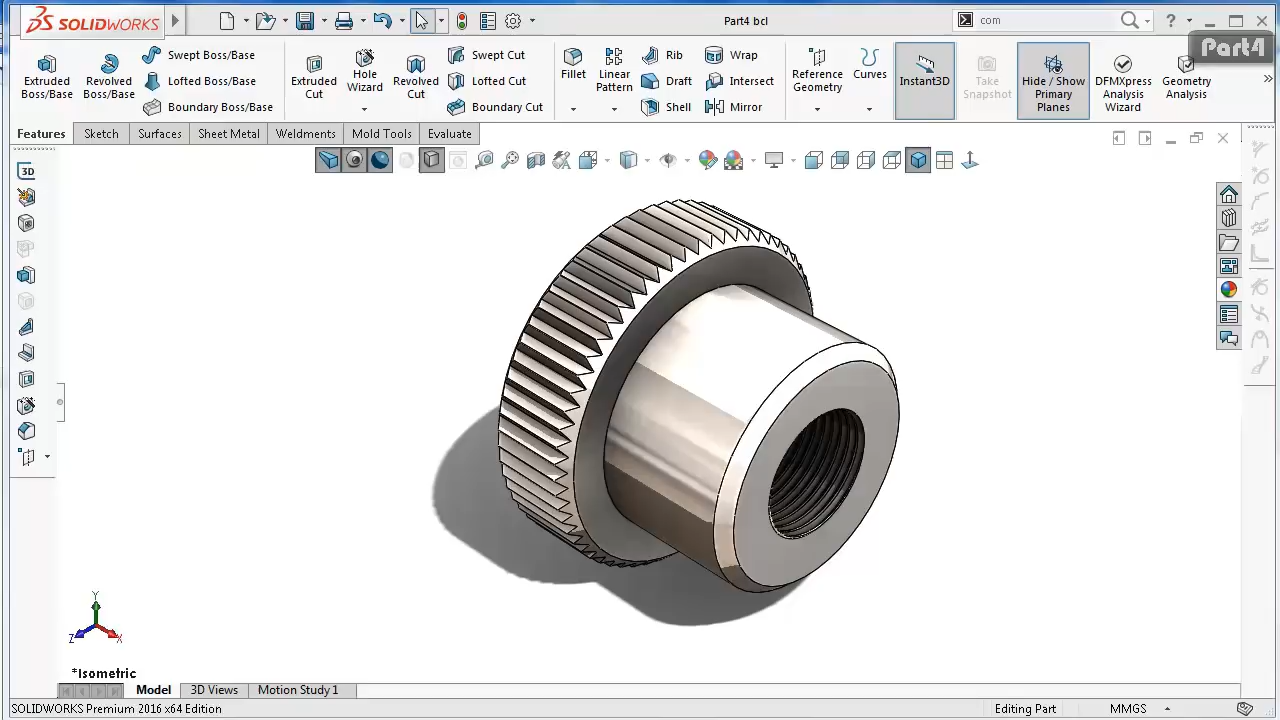 SOLIDWORKS
Part4 bcl
com
Part4
Extruded Boss/Base
Revolved Boss/Base
Swept Boss/Base
Lofted Boss/Base
Boundary Boss/Base
Extruded Cut
Hole Wizard
Revolved Cut
Swept Cut
Lofted Cut
Boundary Cut
Fillet
Linear Pattern
Rib
Draft
Shell
Wrap
Intersect
Mirror
Reference Geometry
Curves
Instant3D
Take Snapshot
Hide / Show Primary Planes
DFMXpress Analysis Wizard
Geometry Analysis
Features Sketch Surfaces Sheet Metal Weldments Mold Tools Evaluate
3D
Y
Z X
*Isometric
Model 3D Views Motion Study 1
SOLIDWORKS Premium 2016 x64 Edition Editing Part MMGS